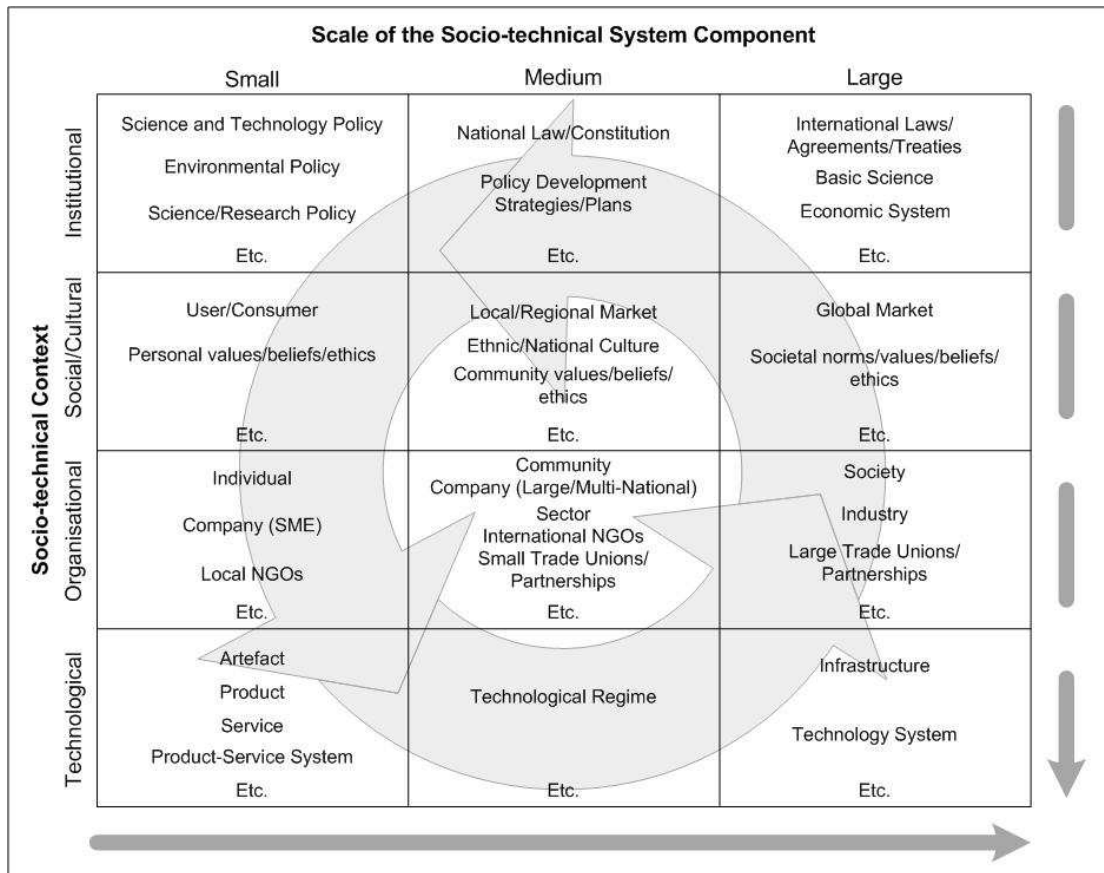 Scale of the Socio-technical System Component
Small
Medium
Large
Socio-technical Context
Institutional
Science and Technology Policy
Environmental Policy
Science/Research Policy
Etc.
National Law/Constitution
Policy Development
Strategies/Plans
Etc.
International Laws/
Agreements/Treaties
Basic Science
Economic System
Etc.
Social/Cultural
User/Consumer
Personal values/beliefs/ethics
Etc.
Local/Regional Market
Ethnic/National Culture
Community values/beliefs/
ethics
Etc.
Global Market
Societal norms/values/beliefs/
ethics
Etc.
Organisational
Individual
Company (SME)
Local NGOs
Etc.
Community
Company (Large/Multi-National)
Sector
International NGOs
Small Trade Unions/
Partnerships
Etc.
Society
Industry
Large Trade Unions/
Partnerships
Etc.
Technological
Artefact
Product
Service
Product-Service System
Etc.
Technological Regime
Etc.
Infrastructure
Technology System
Etc.